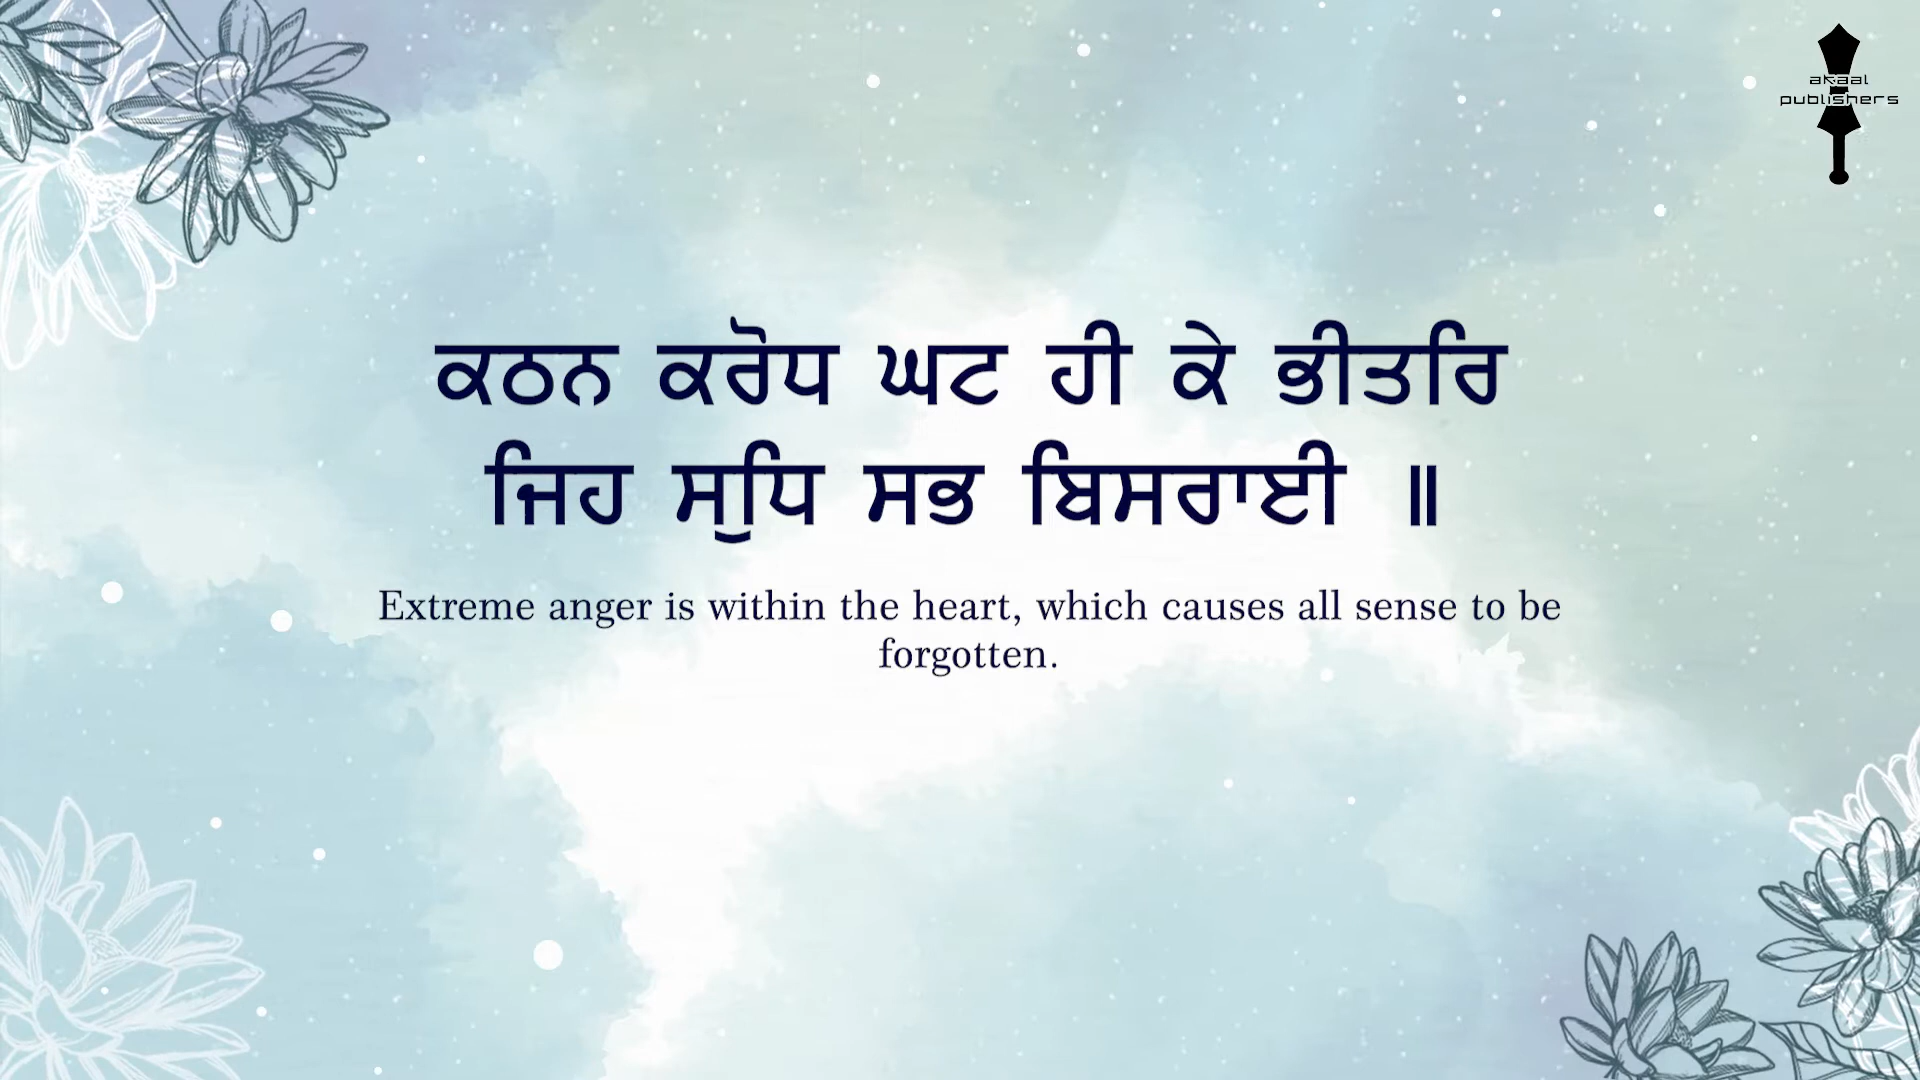 akaal
publishers
ਕਠਨ ਕਰੋਧ ਘਟ ਹੀ ਕੇ ਭੀਤਰਿ
ਜਿਹ ਸੁਧਿ ਸਭ ਬਿਸਰਾਈ ॥
Extreme anger is within the heart, which causes all sense to be
forgotten.